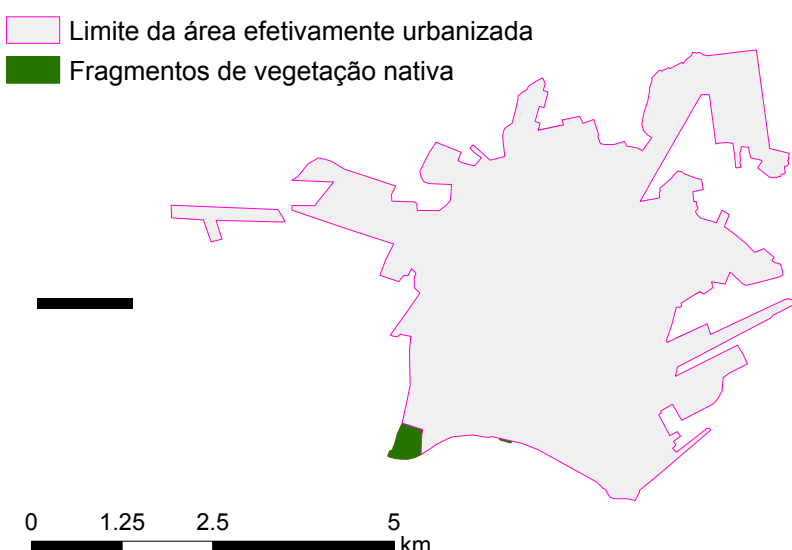 Limite da área efetivamente urbanizada
Fragmentos de vegetação nativa
0 1.25 2.5 5
km